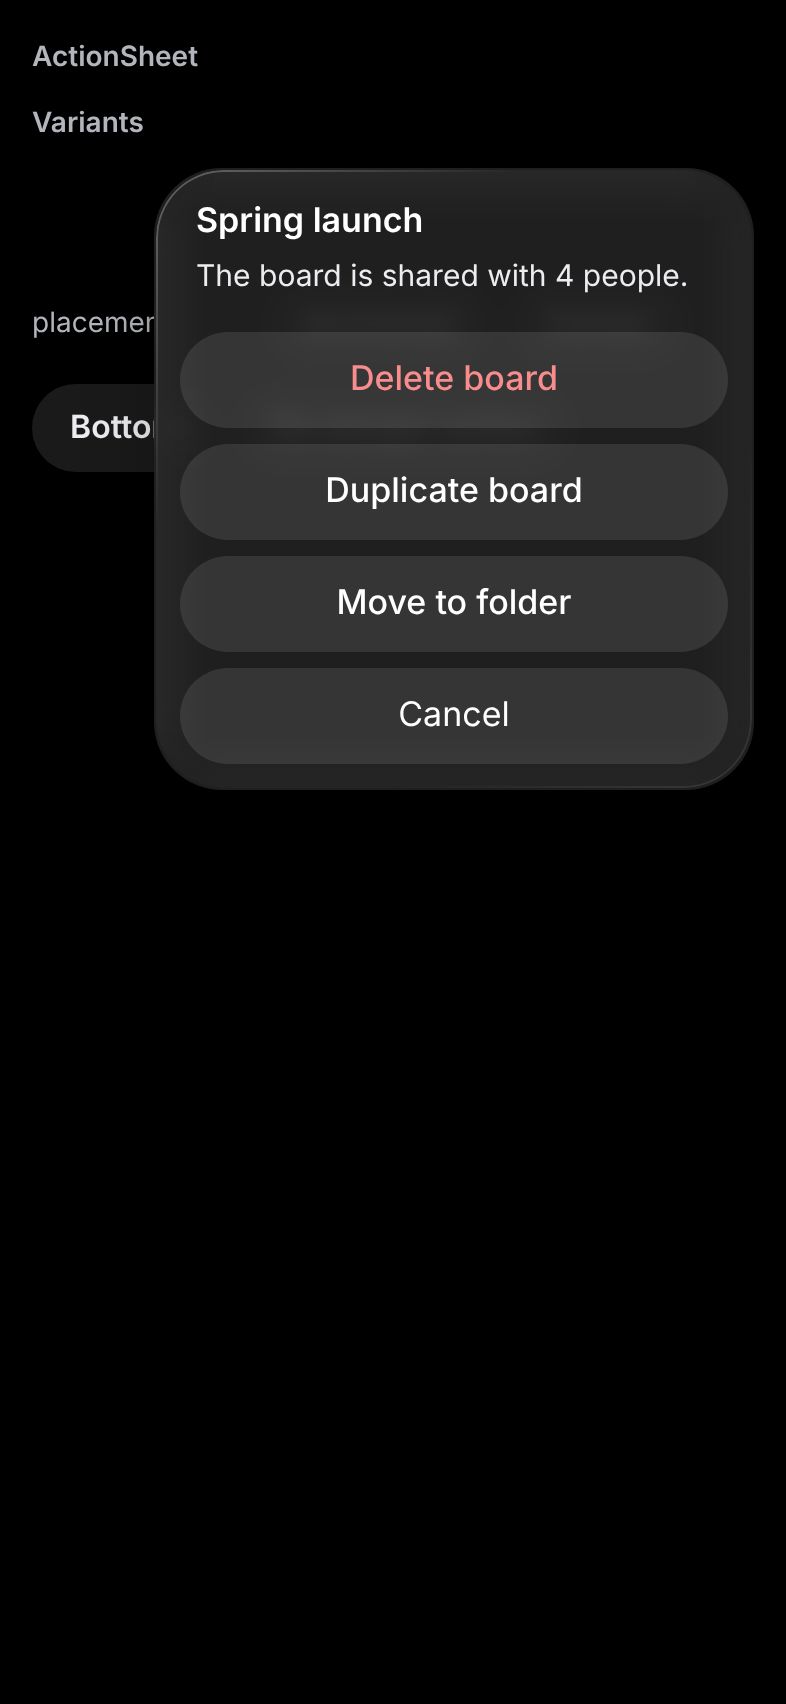 ActionSheet
Variants
Spring launch
The board is shared with 4 people.
Delete board
Duplicate board
Move to folder
Cancel